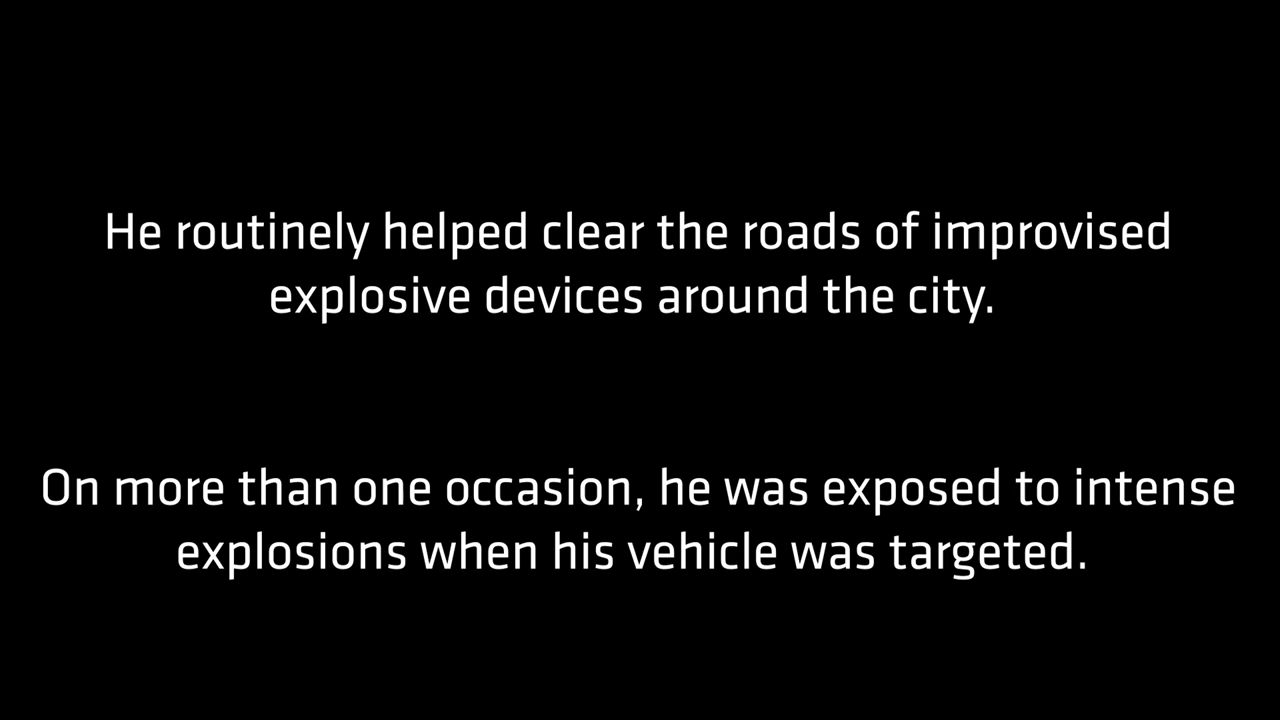 He routinely helped clear the roads of improvised
explosive devices around the city.
On more than one occasion, he was exposed to intense
explosions when his vehicle was targeted.